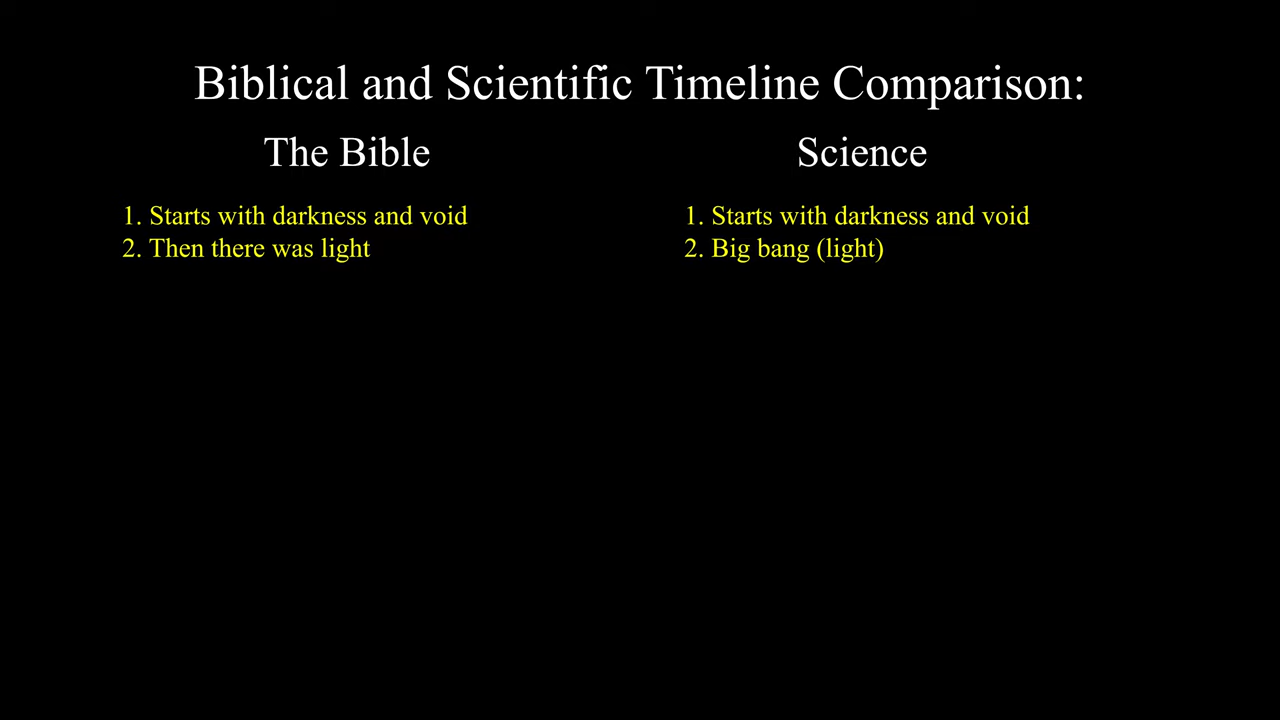 Biblical and Scientific Timeline Comparison:
The Bible
1. Starts with darkness and void
2. Then there was light
Science
1. Starts with darkness and void
2. Big bang (light)